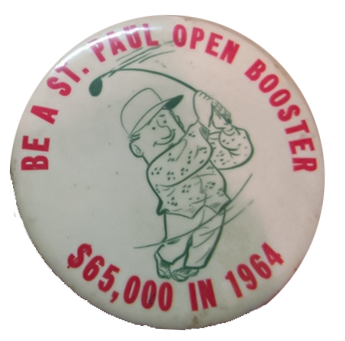 BE A ST. PAUL OPEN BOOSTER
$65,000 IN 1964